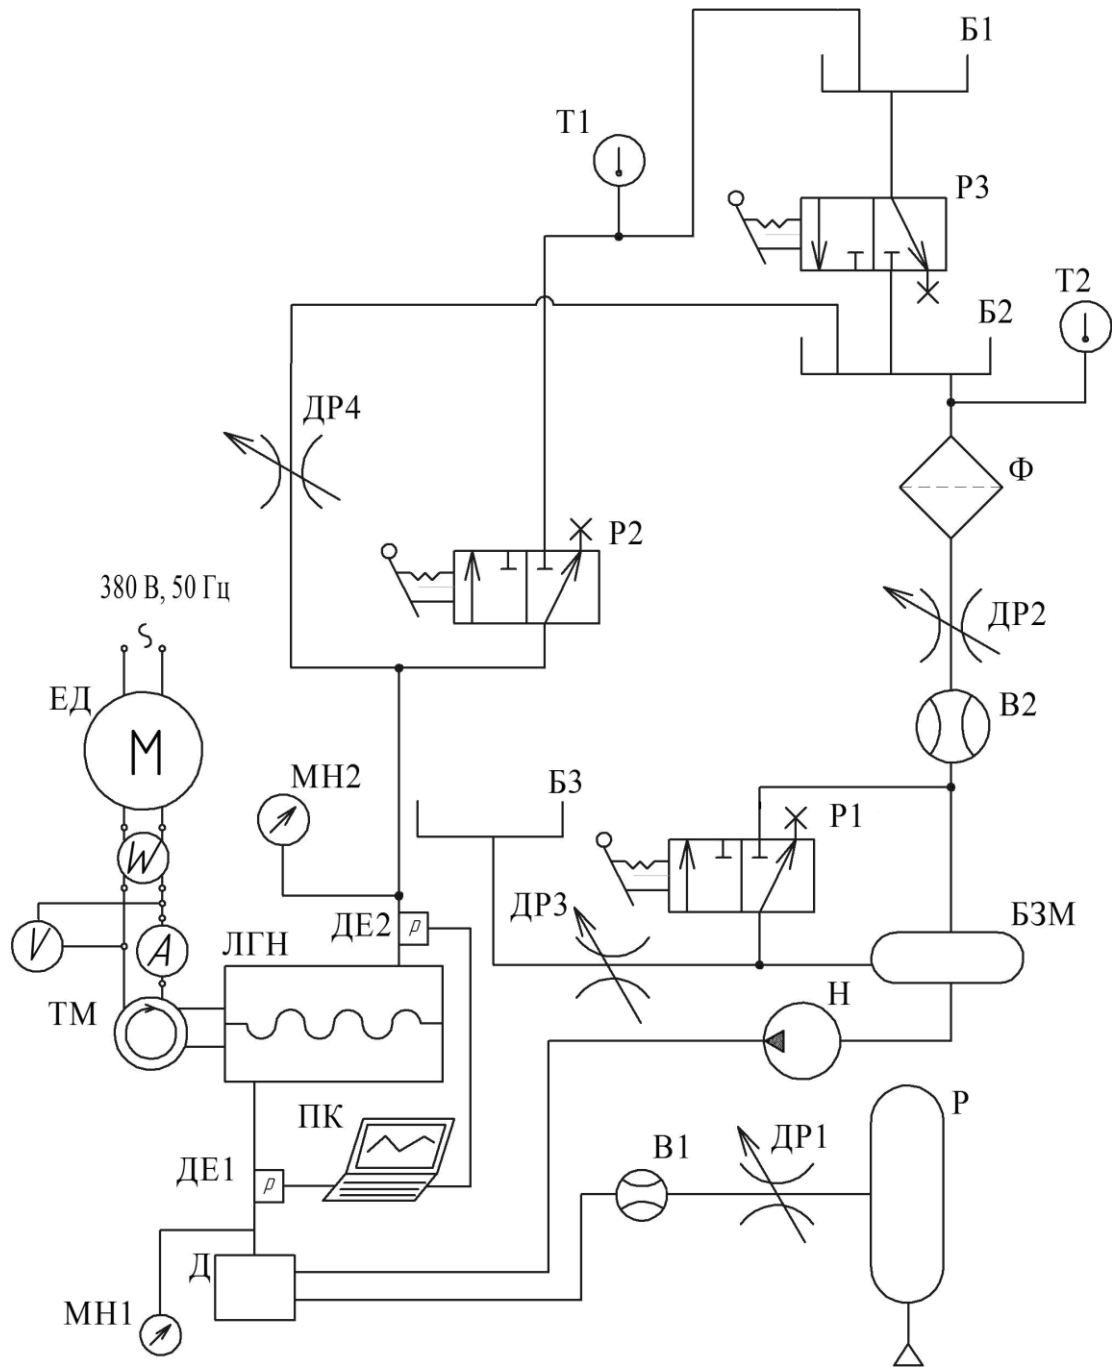 Б1
Т1
Р3
Т2
Б2
ДР4
Ф
Р2
380 В, 50 Гц
ДР2
ЕД
В2
М
МН2
Б3
Р1
W
ДР3
БЗМ
ДЕ2
p
V
A
ЛГН
ТМ
Н
ПК
Р
ДР1
В1
ДЕ1
p
Д
МН1